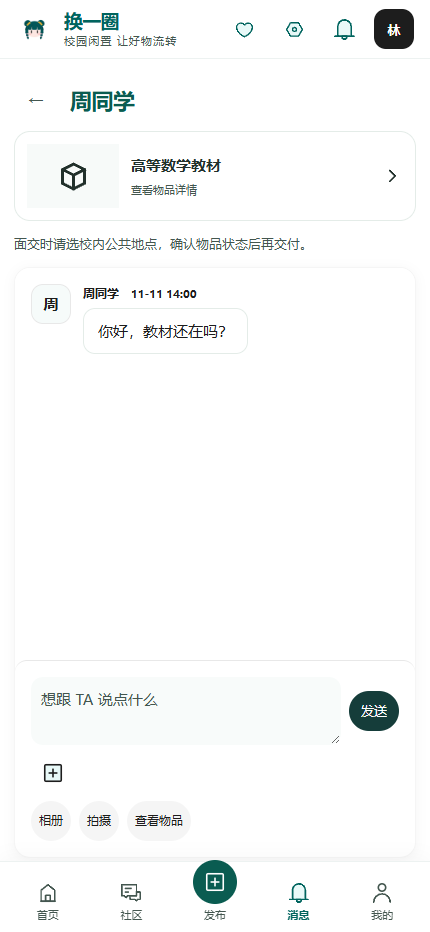 换一圈
校园闲置 让好物流转
林
← 周同学
高等数学教材
查看物品详情
面交时请选校内公共地点，确认物品状态后再交付。
周
周同学 11-11 14:00
你好，教材还在吗？
想跟 TA 说点什么
发送
相册 拍摄 查看物品
首页 社区 发布 消息 我的